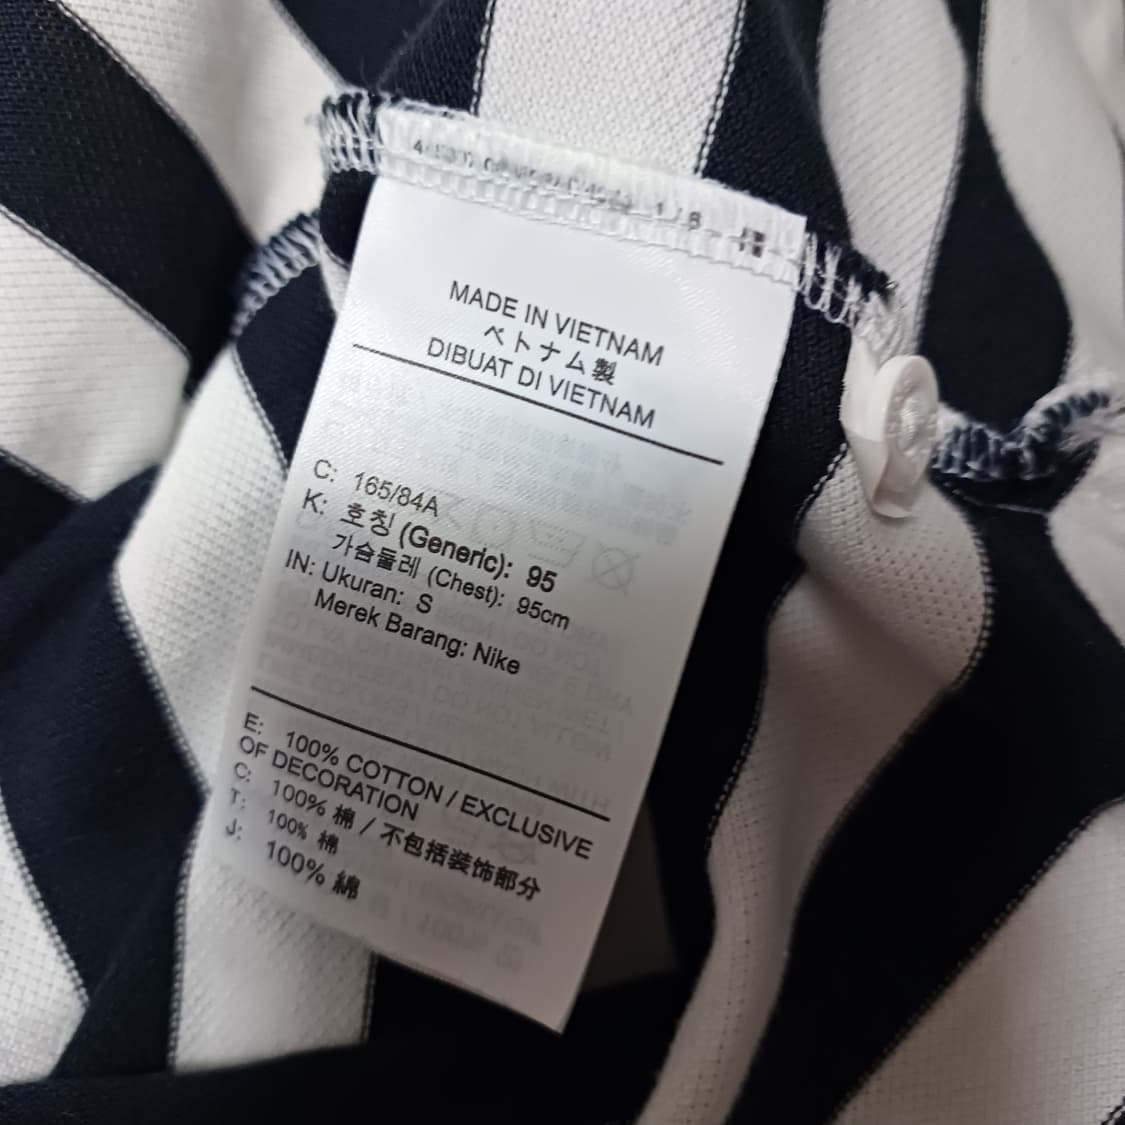 MADE IN VIETNAM
ベトナム製
DIBUAT DI VIETNAM
C: 165/84A
K: 호칭 (Generic): 95
가슴둘레 (Chest): 95cm
IN: Ukuran: S
Merek Barang: Nike
E: 100% COTTON / EXCLUSIVE
OF DECORATION
C: 100% 棉 / 不包括装饰部分
T: 100% 棉
J: 100% 綿